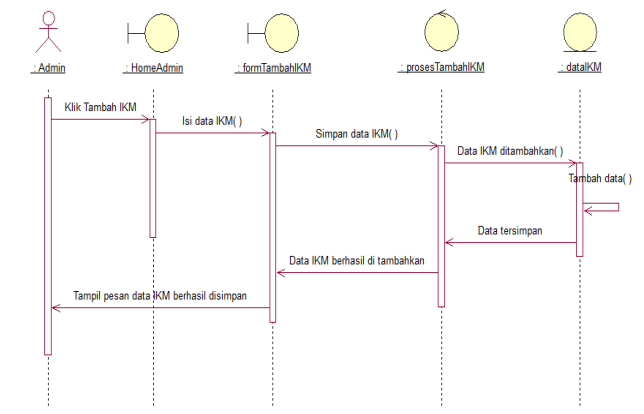 : Admin
: HomeAdmin
: formTambahIKM
: prosesTambahIKM
: dataIKM
Klik Tambah IKM
Isi data IKM( )
Simpan data IKM( )
Data IKM ditambahkan( )
Tambah data( )
Data tersimpan
Data IKM berhasil di tambahkan
Tampil pesan data IKM berhasil disimpan